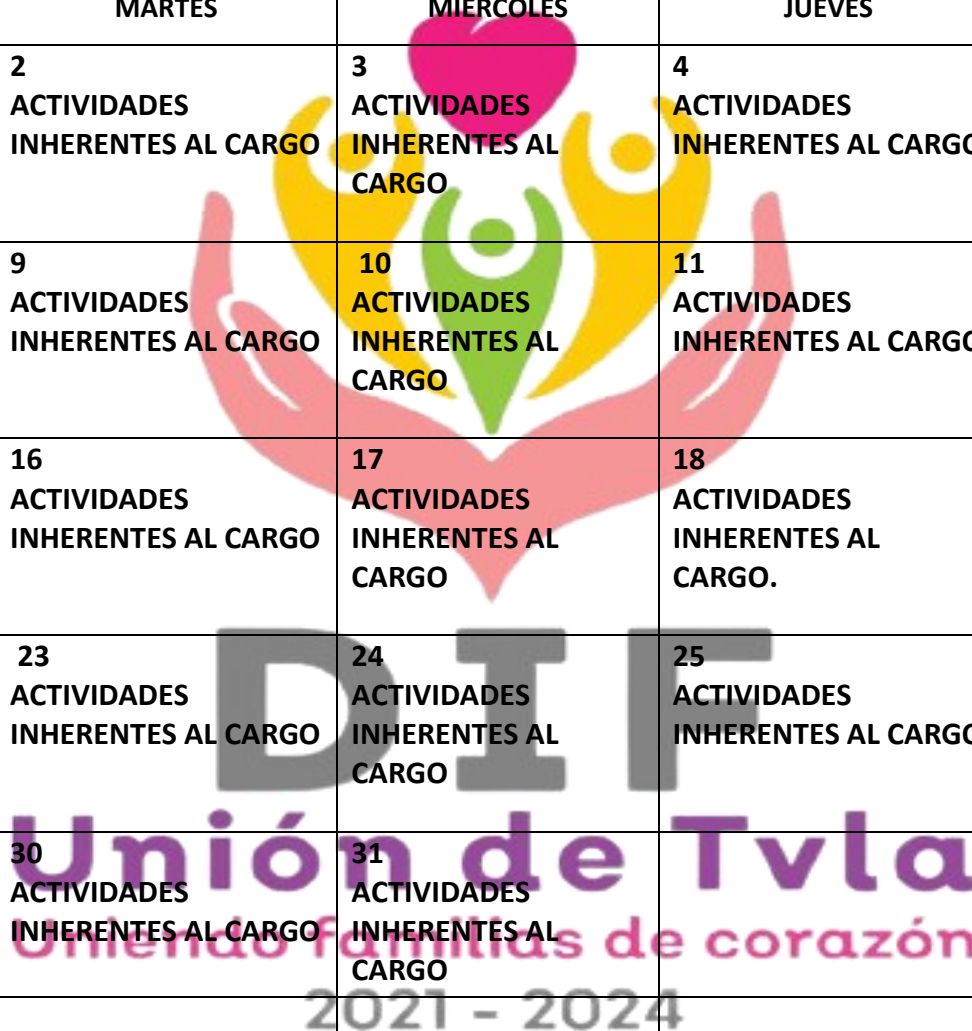 MARTES
MIERCOLES
JUEVES
2
ACTIVIDADES
INHERENTES AL CARGO
3
ACTIVIDADES
INHERENTES AL
CARGO
4
ACTIVIDADES
INHERENTES AL CARGO
9
ACTIVIDADES
INHERENTES AL CARGO
10
ACTIVIDADES
INHERENTES AL
CARGO
11
ACTIVIDADES
INHERENTES AL CARGO
16
ACTIVIDADES
INHERENTES AL CARGO
17
ACTIVIDADES
INHERENTES AL
CARGO
18
ACTIVIDADES
INHERENTES AL
CARGO.
23
ACTIVIDADES
INHERENTES AL CARGO
24
ACTIVIDADES
INHERENTES AL
CARGO
25
ACTIVIDADES
INHERENTES AL CARGO
30
ACTIVIDADES
INHERENTES AL CARGO
31
ACTIVIDADES
INHERENTES AL
CARGO
DIF
Unión de Tvla
Uniendo familias de corazón
2021 - 2024